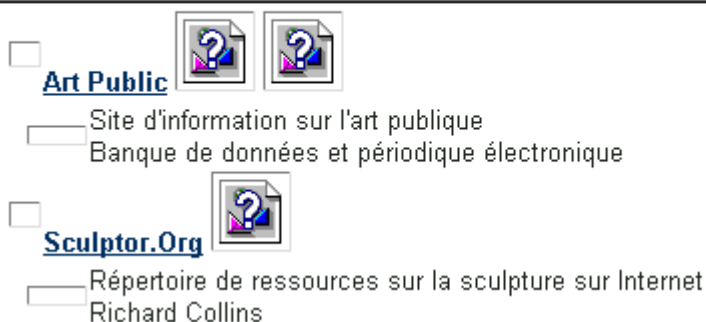 Art Public
Site d'information sur l'art publique
Banque de données et périodique électronique
Sculptor.Org
Répertoire de ressources sur la sculpture sur Internet
Richard Collins